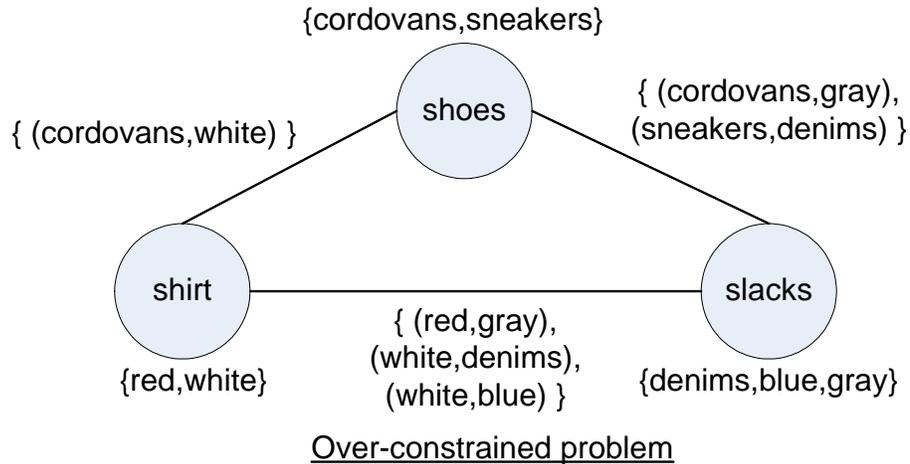 {cordovans,sneakers}
shoes
{ (cordovans,white) }
{ (cordovans,gray),
(sneakers,denims) }
shirt
slacks
{ (red,gray),
(white,denims),
(white,blue) }
{red,white}
{denims,blue,gray}
Over-constrained problem